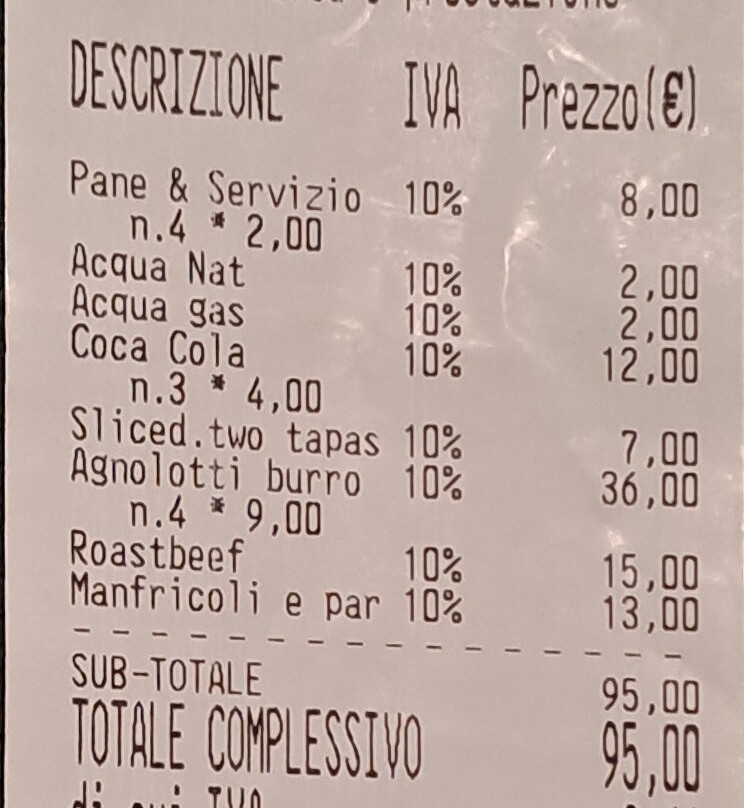 DESCRIZIONE IVA Prezzo(€)
Pane & Servizio 10% 8,00
n.4 * 2,00
Acqua Nat 10% 2,00
Acqua gas 10% 2,00
Coca Cola 10% 12,00
n.3 * 4,00
Sliced.two tapas 10% 7,00
Agnolotti burro 10% 36,00
n.4 * 9,00
Roastbeef 10% 15,00
Manfricoli e par 10% 13,00
SUB-TOTALE 95,00
TOTALE COMPLESSIVO 95,00
di cui IVA